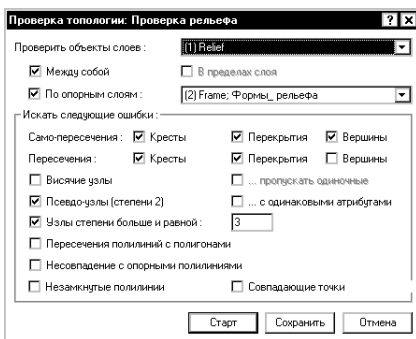 Проверка топологии: Проверка рельефа
Проверить объекты слоев : (1) Relief
Между собой В пределах слоя
По опорным слоям : (2) Frame; Формы_ рельефа
Искать следующие ошибки :
Само-пересечения : Кресты Перекрытия Вершины
Пересечения : Кресты Перекрытия Вершины
Висячие узлы ... пропускать одиночные
Псевдо-узлы (степени 2) ... с одинаковыми атрибутами
Узлы степени больше и равной : 3
Пересечения полилиний с полигонами
Несовпадение с опорными полилиниями
Незамкнутые полилинии Совпадающие точки
Старт Сохранить Отмена